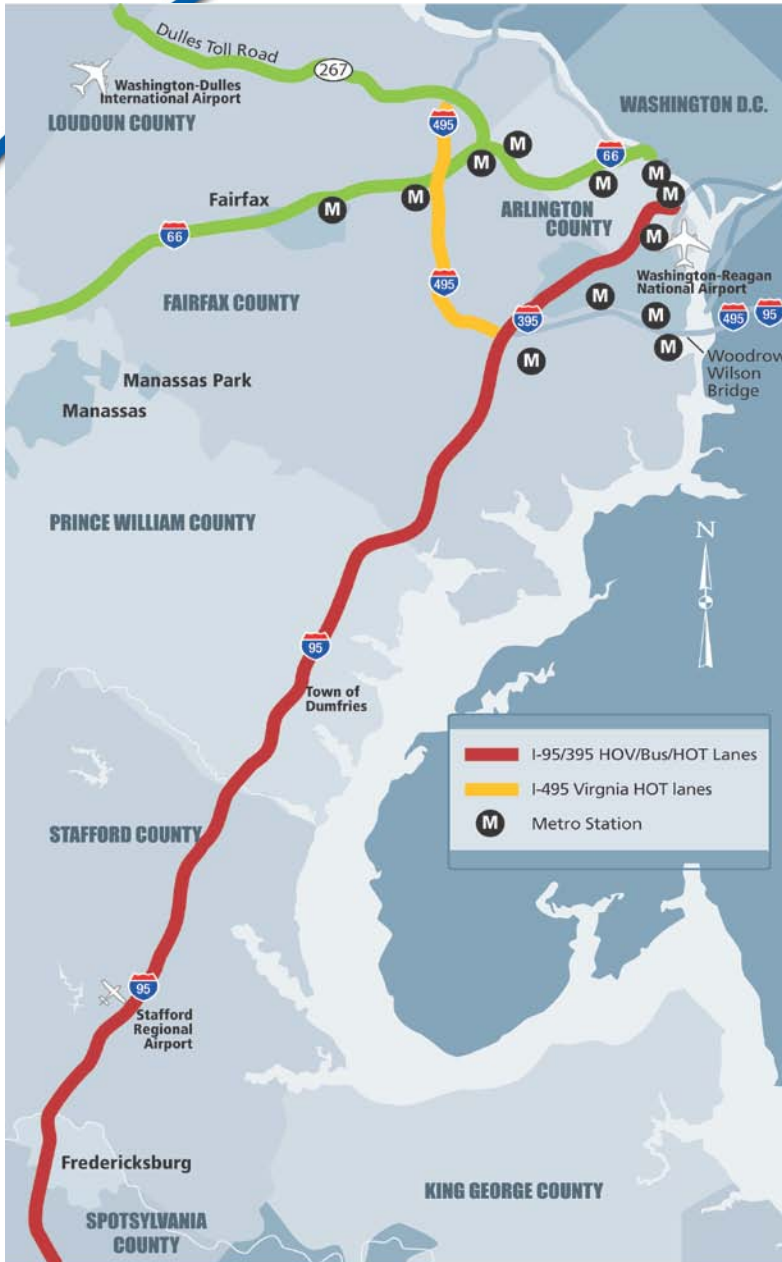 Dulles Toll Road
267
Washington-Dulles
International Airport
WASHINGTON D.C.
LOUDOUN COUNTY
495
M
M
66
M
M
Fairfax
M
M
M
ARLINGTON
COUNTY
M
66
Washington-Reagan
National Airport
495
FAIRFAX COUNTY
M
395
M
495
95
M
M
Woodrow
Wilson
Bridge
Manassas Park
Manassas
PRINCE WILLIAM COUNTY
N
95
Town of
Dumfries
I-95/395 HOV/Bus/HOT Lanes
I-495 Virgnia HOT lanes
M Metro Station
STAFFORD COUNTY
95
Stafford
Regional
Airport
Fredericksburg
KING GEORGE COUNTY
SPOTSYLVANIA
COUNTY